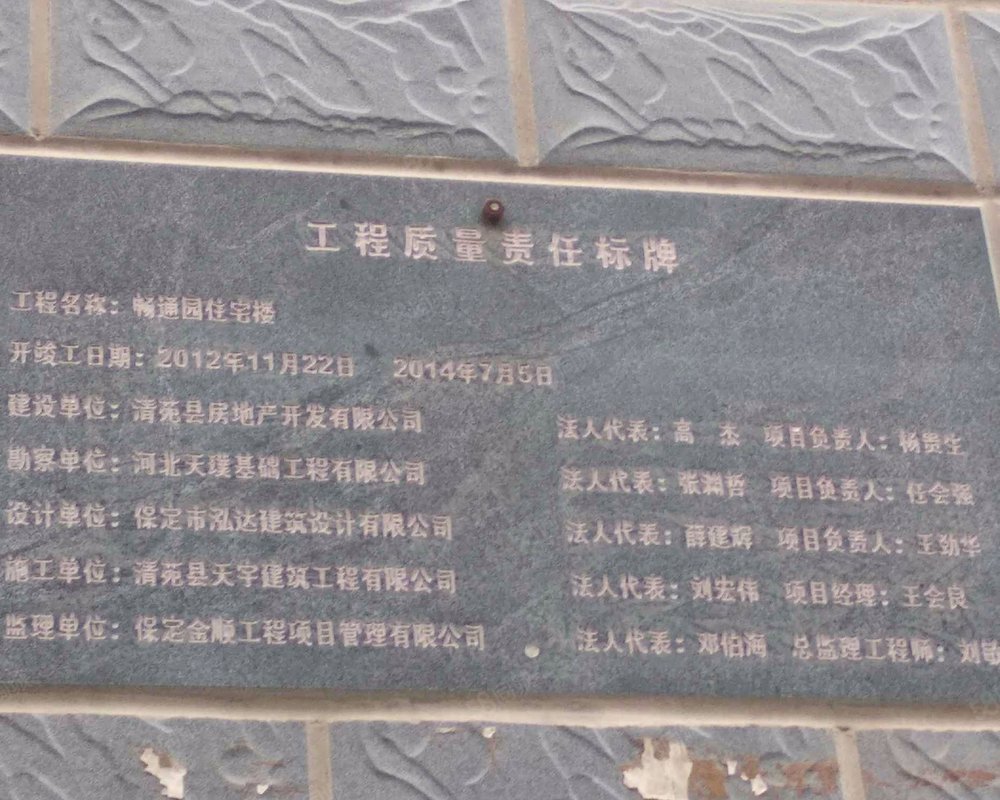 工程质量责任标牌
工程名称：畅通园住宅楼
开竣工日期：2012年11月22日 2014年7月5日
建设单位：清苑县房地产开发有限公司 法人代表：高 杰 项目负责人：杨贵生
勘察单位：河北天璞基础工程有限公司 法人代表：张 哲 项目负责人：任会强
设计单位：保定市泓达建筑设计有限公司 法人代表：薛建辉 项目负责人：王劲华
施工单位：清苑县天宇建筑工程有限公司 法人代表：刘宏伟 项目经理：王会良
监理单位：保定金顺工程项目管理有限公司 法人代表：邓伯海 总监理工程师：刘敏